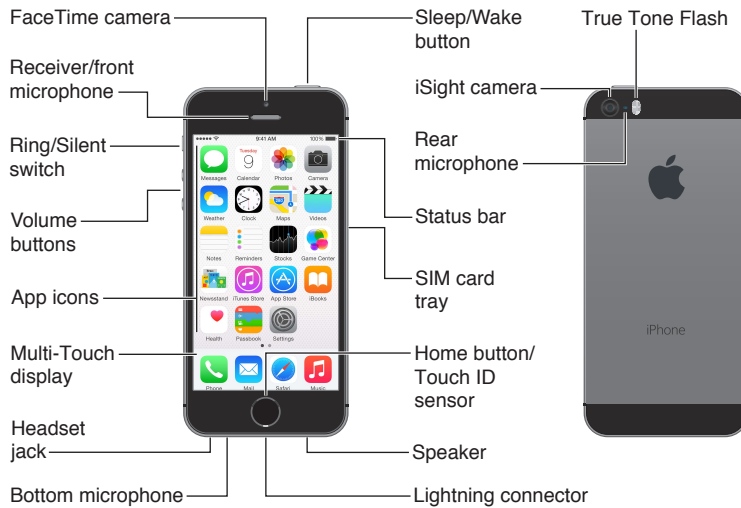 FaceTime camera
Receiver/front
microphone
Ring/Silent
switch
Volume
buttons
App icons
Multi-Touch
display
Headset
jack
Bottom microphone
9:41 AM
100%
Tuesday
9
Messages Calendar Photos Camera
Weather Clock Maps Videos
Notes Reminders Stocks Game Center
Newsstand iTunes Store App Store iBooks
Health Passbook Settings
Phone Mail Safari Music
Sleep/Wake
button
iSight camera
Rear
microphone
Status bar
SIM card
tray
Home button/
Touch ID
sensor
Speaker
Lightning connector
True Tone Flash
iPhone